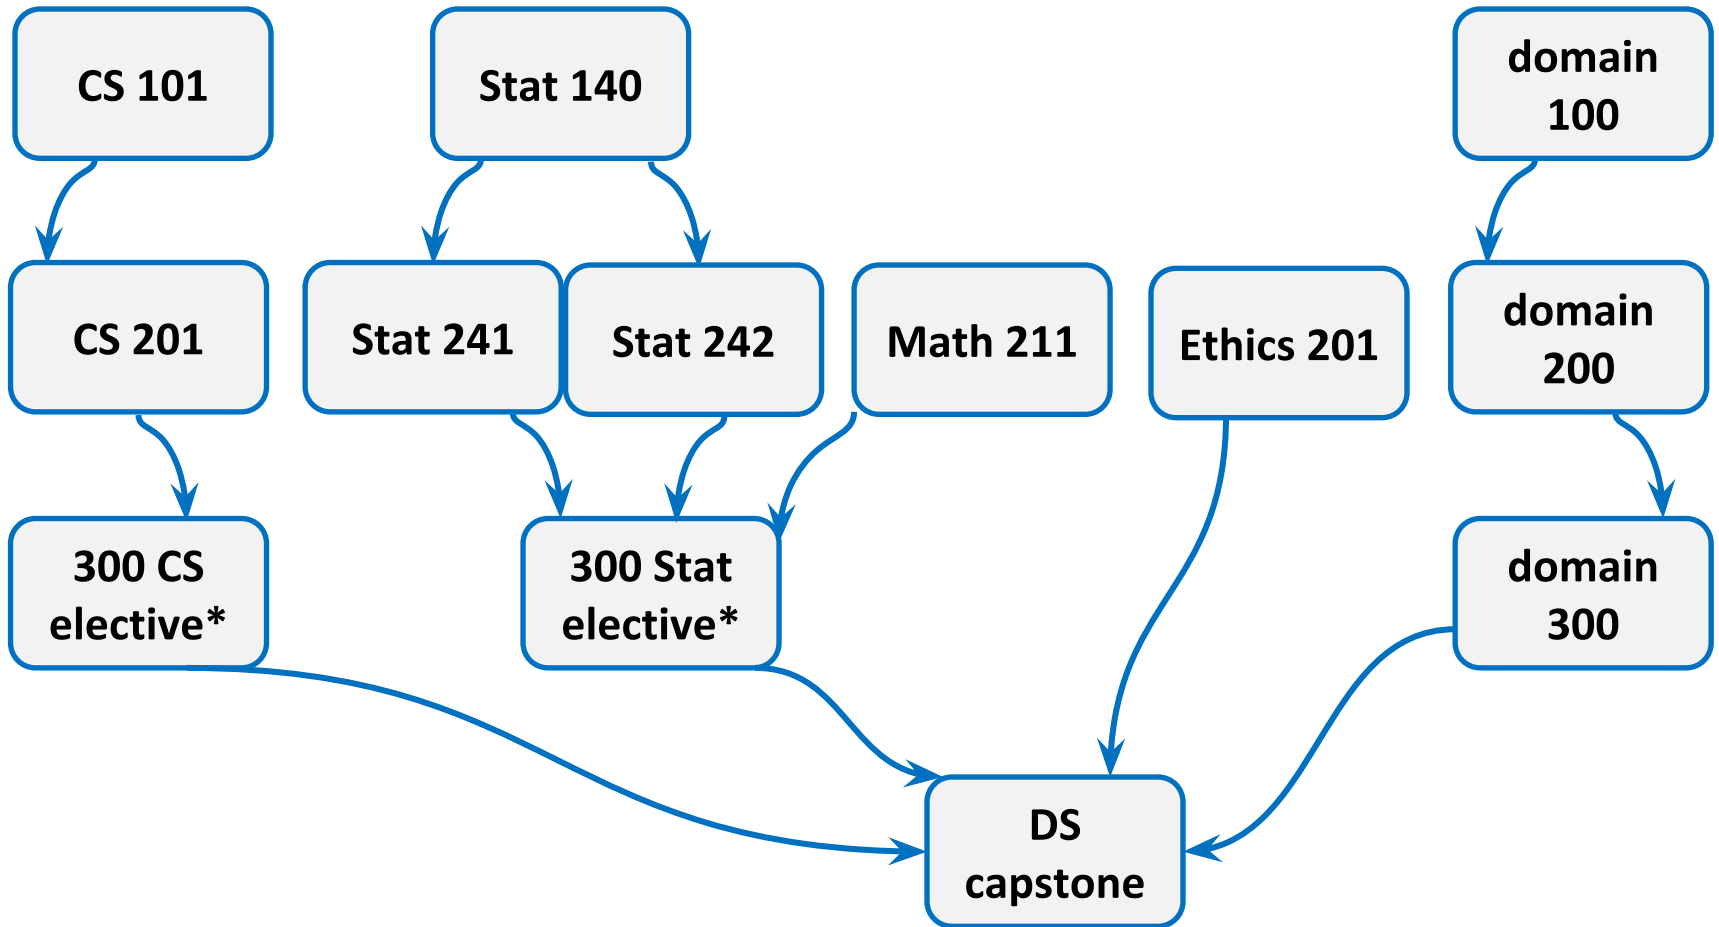 CS 101
Stat 140
domain
100
CS 201
Stat 241
Stat 242
Math 211
Ethics 201
domain
200
300 CS
elective*
300 Stat
elective*
domain
300
DS
capstone